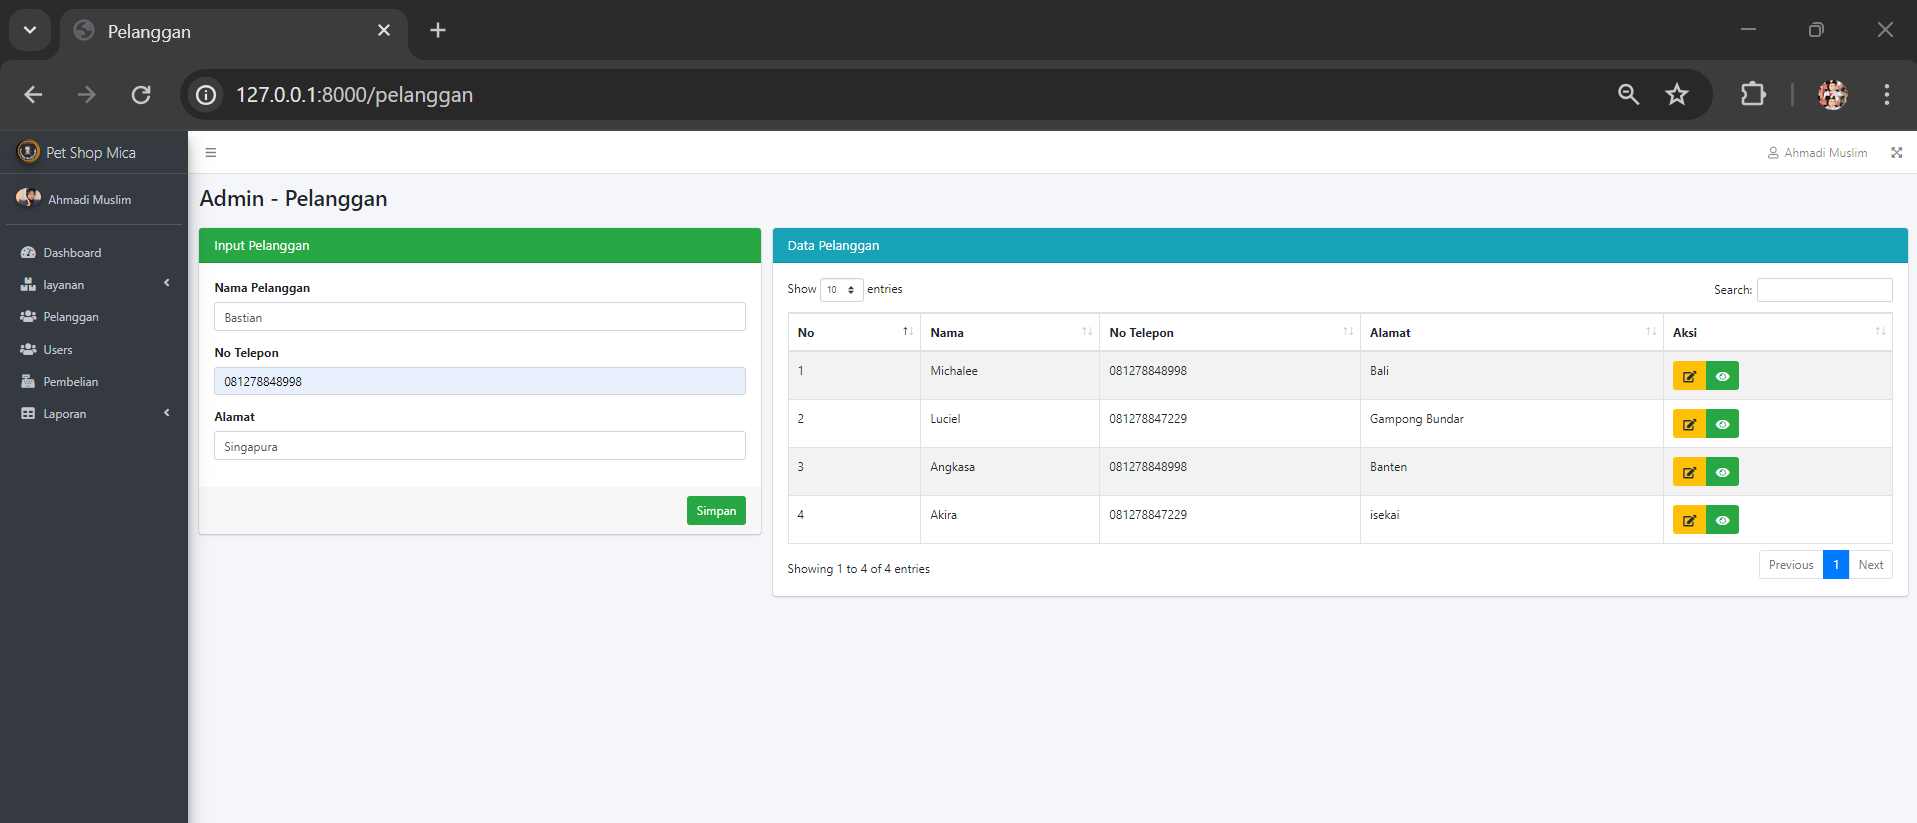 Pelanggan
127.0.0.1:8000/pelanggan
Pet Shop Mica
Ahmadi Muslim
Ahmadi Muslim
Dashboard
layanan
Pelanggan
Users
Pembelian
Laporan
Admin - Pelanggan
Input Pelanggan
Nama Pelanggan
Bastian
No Telepon
081278848998
Alamat
Singapura
Simpan
Data Pelanggan
Show 10 entries
Search:
No Nama No Telepon Alamat Aksi
1 Michalee 081278848998 Bali
2 Luciel 081278847229 Gampong Bundar
3 Angkasa 081278848998 Banten
4 Akira 081278847229 isekai
Showing 1 to 4 of 4 entries
Previous 1 Next